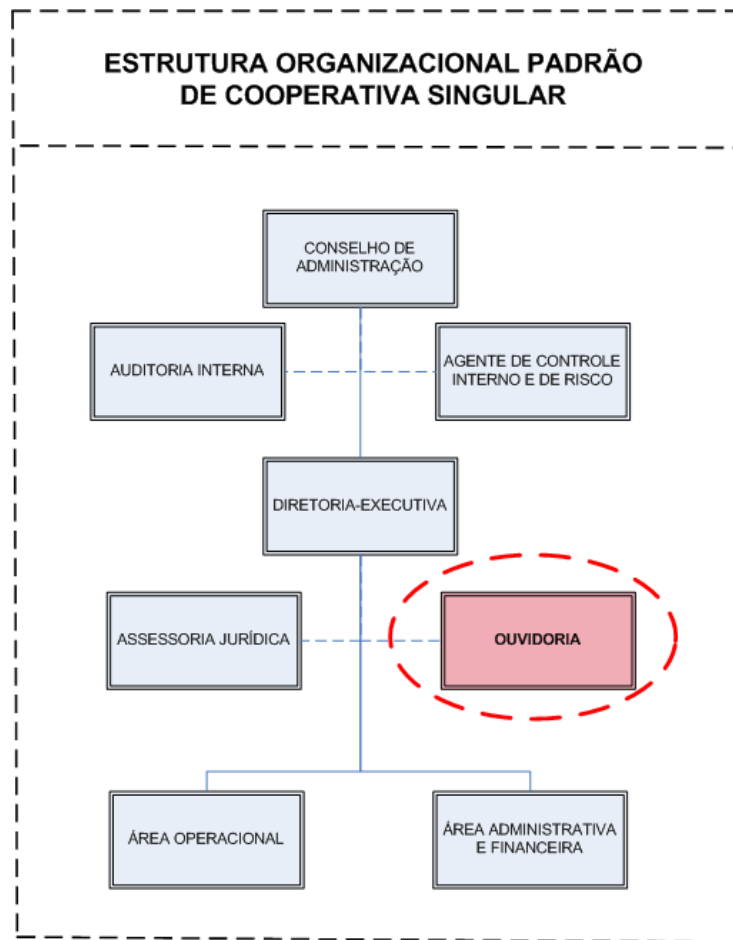 ESTRUTURA ORGANIZACIONAL PADRÃO
DE COOPERATIVA SINGULAR
CONSELHO DE
ADMINISTRAÇÃO
AUDITORIA INTERNA
AGENTE DE CONTROLE
INTERNO E DE RISCO
DIRETORIA-EXECUTIVA
ASSESSORIA JURÍDICA
OUVIDORIA
ÁREA OPERACIONAL
ÁREA ADMINISTRATIVA
E FINANCEIRA